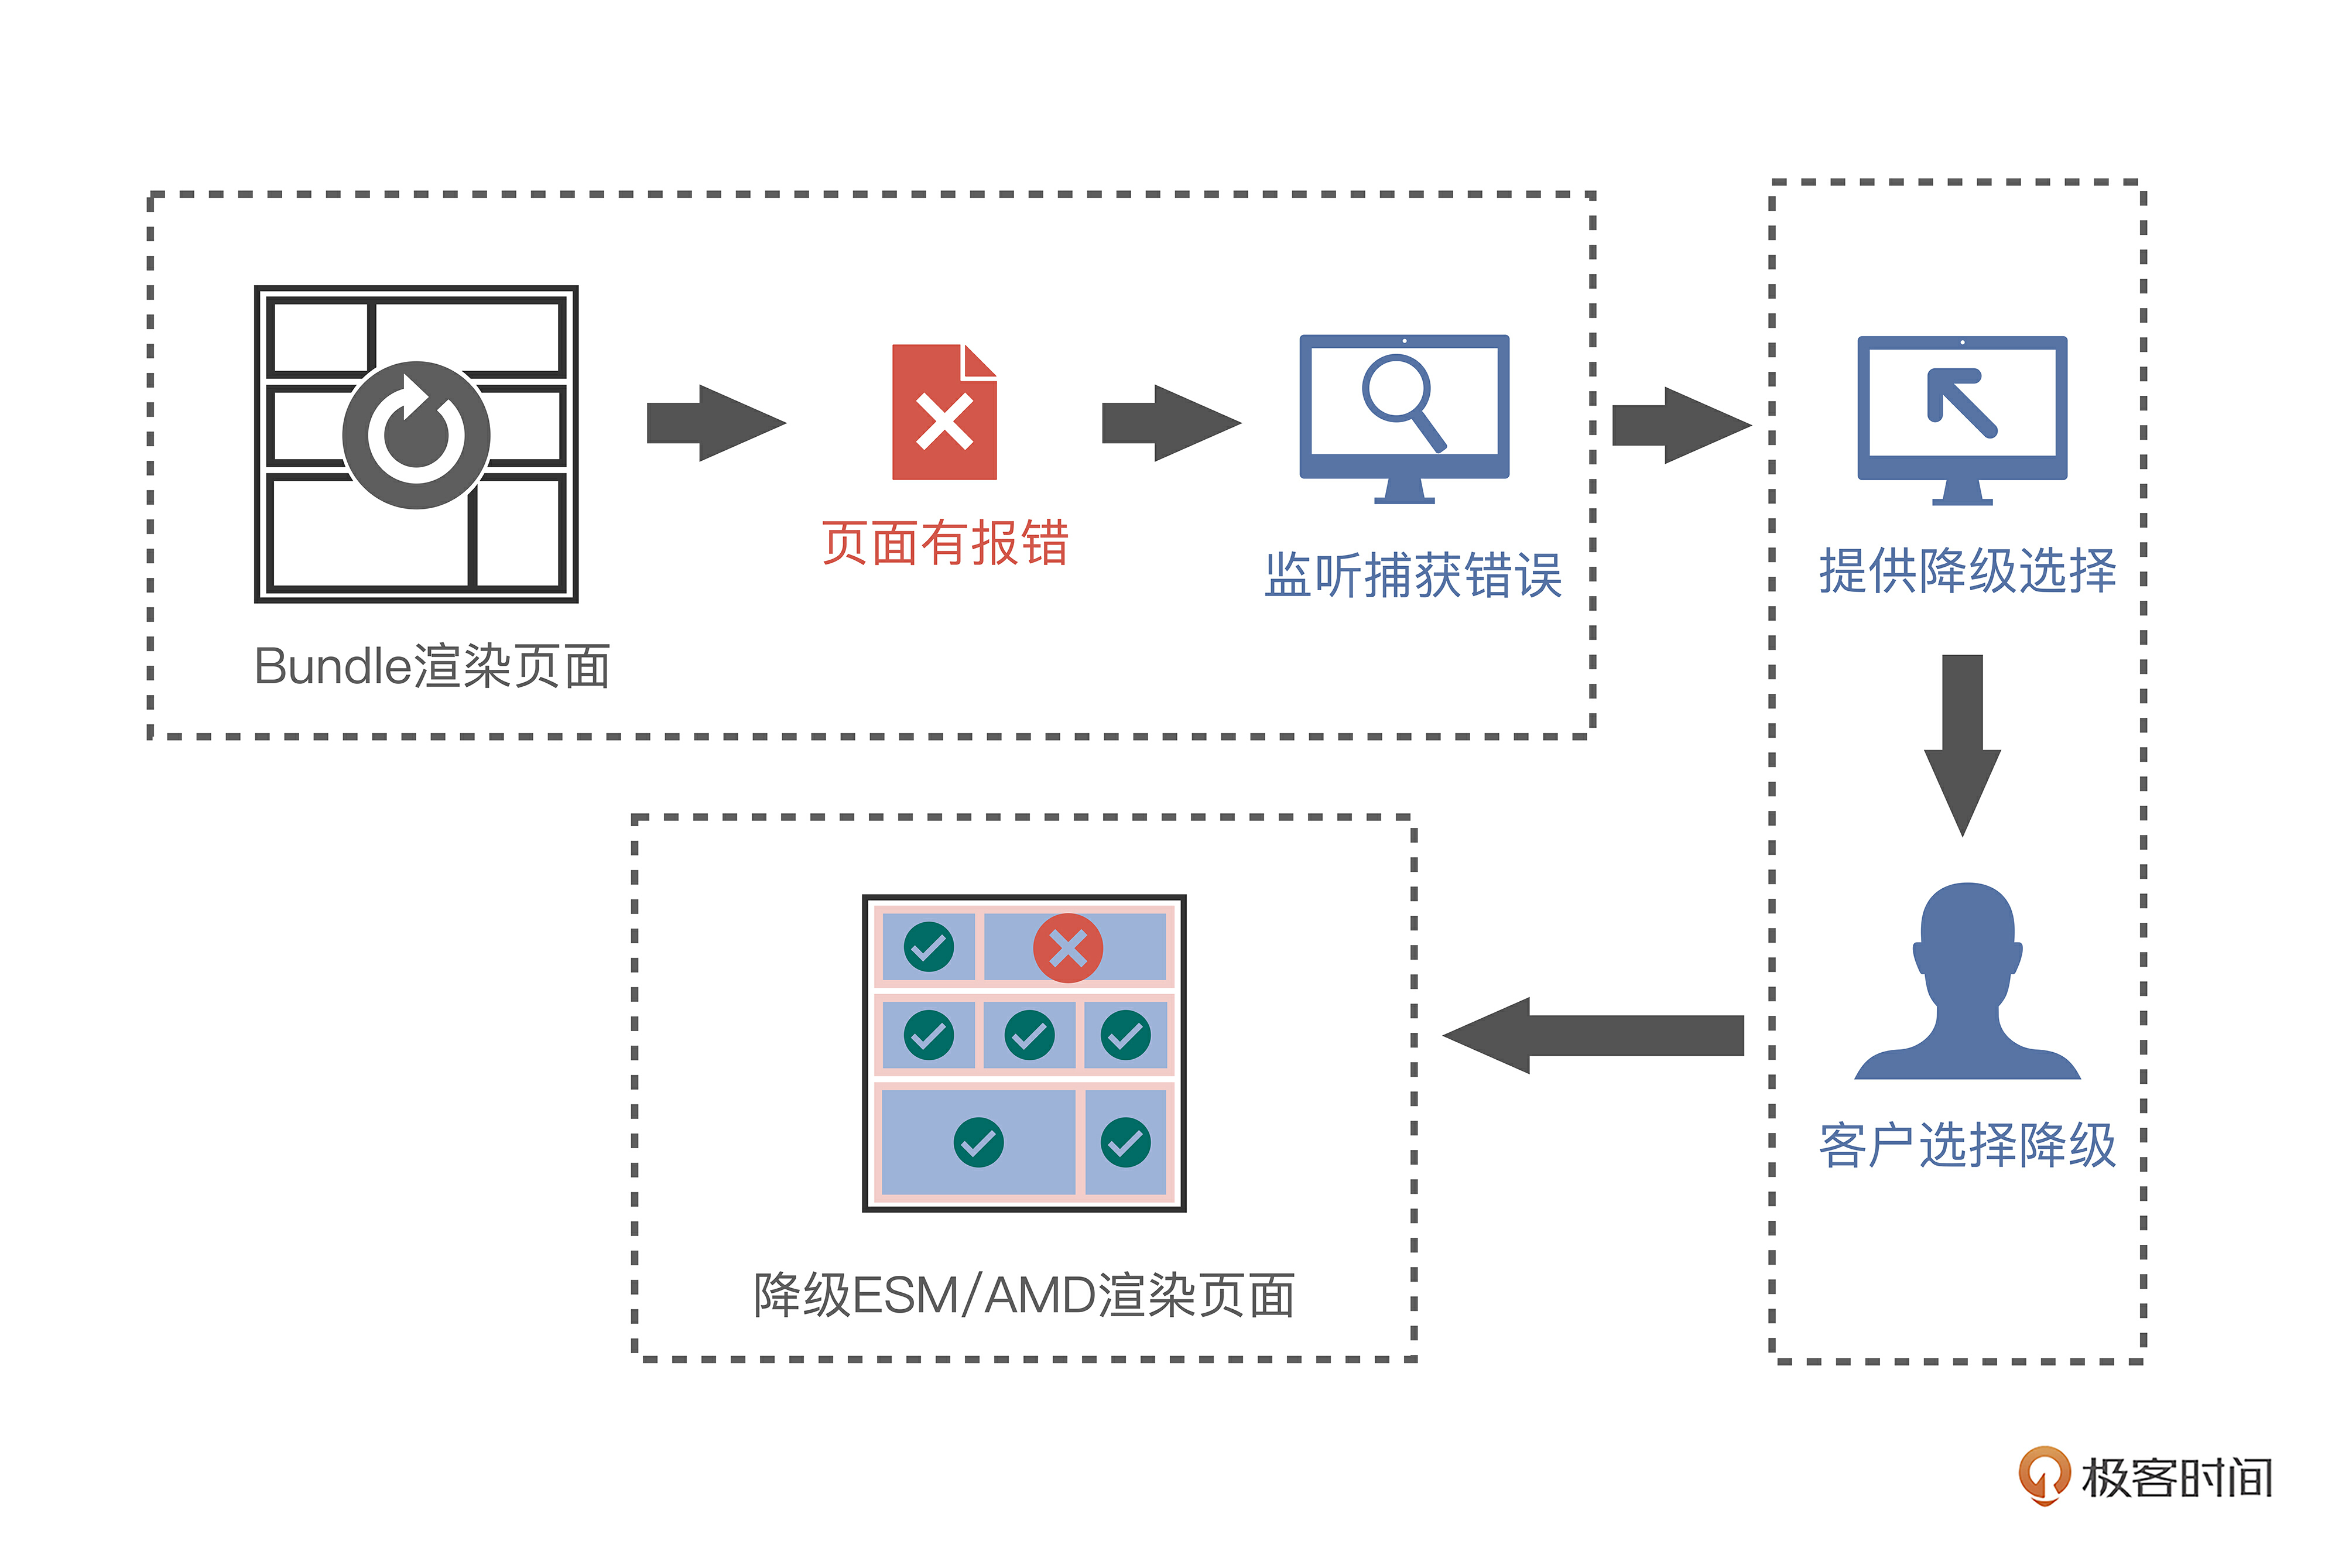 Bundle渲染页面
页面有报错
监听捕获错误
提供降级选择
客户选择降级
降级ESM/AMD渲染页面
极客时间